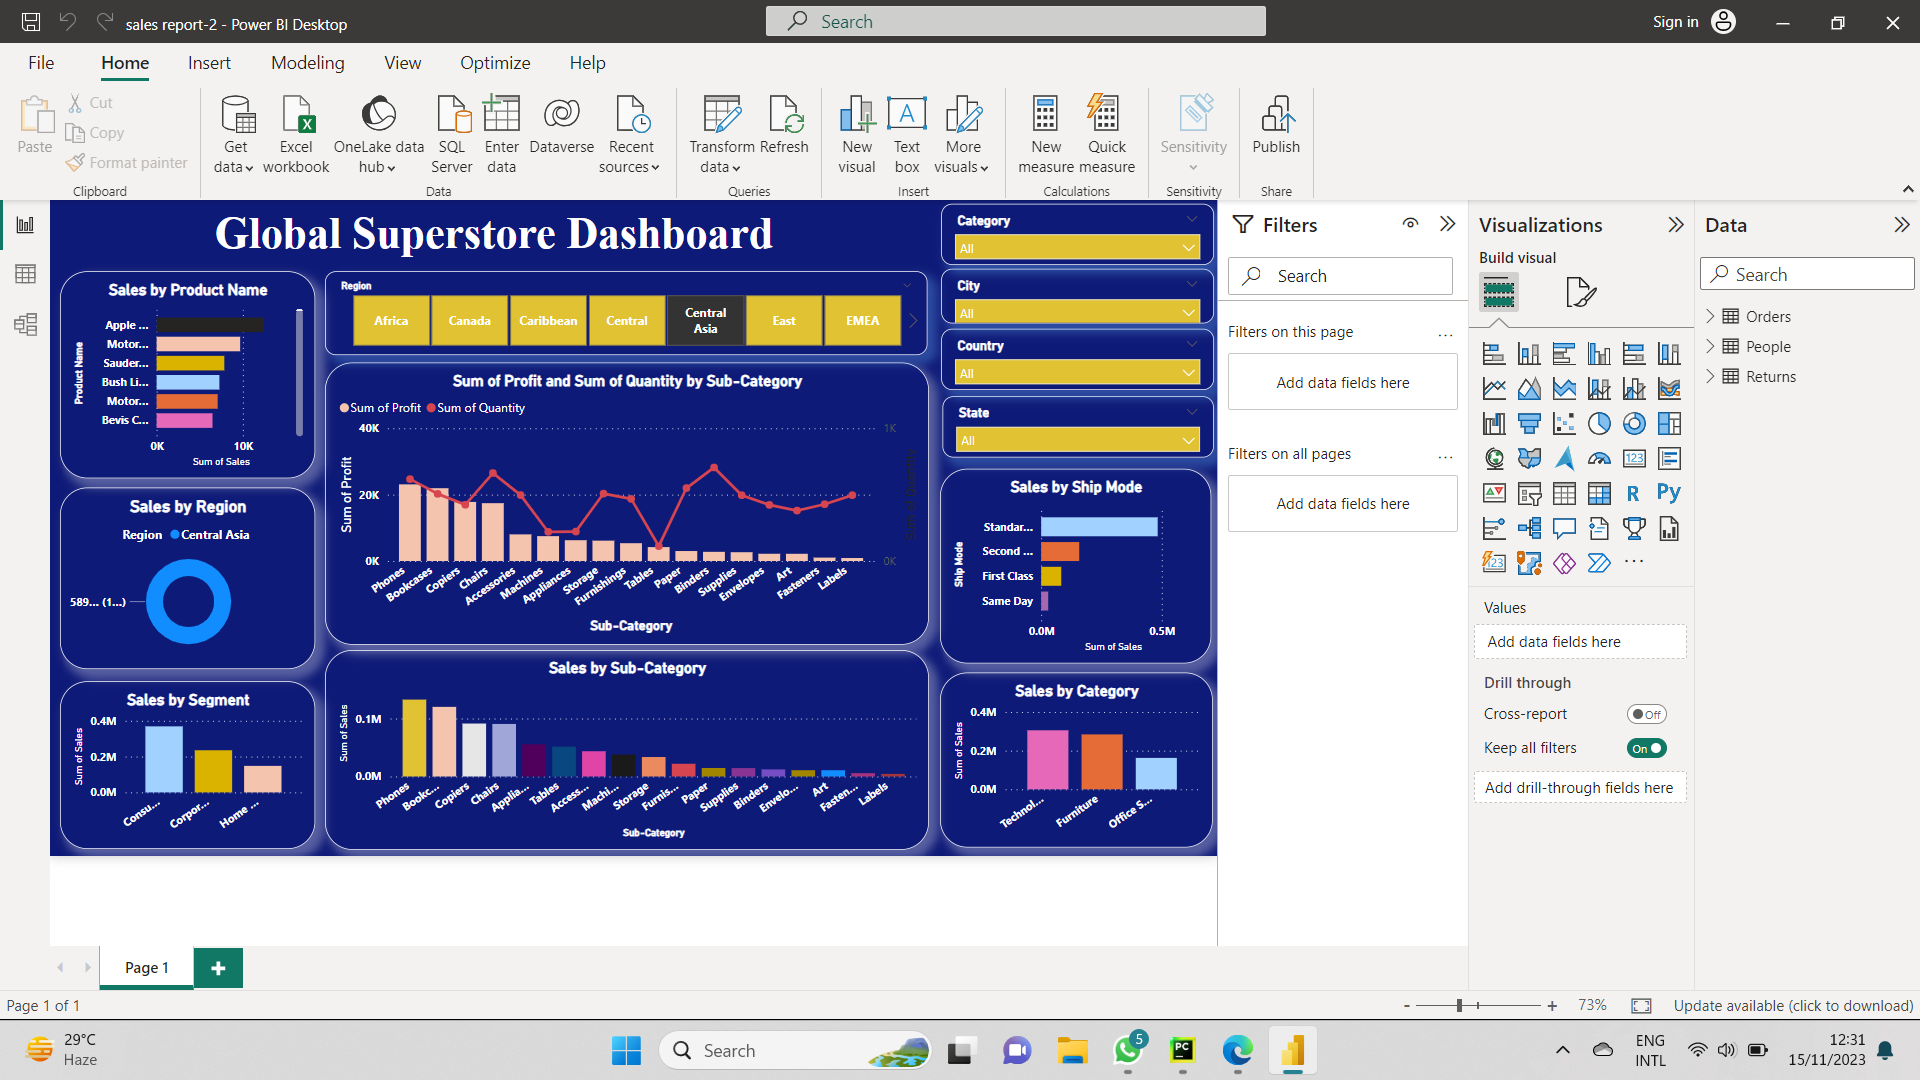 sales report-2 - Power BI Desktop
Search
Sign in
File Home Insert Modeling View Optimize Help
Paste
Cut
Copy
Format painter
Clipboard
Get data
Excel workbook
OneLake data hub
SQL Server
Enter data
Dataverse
Recent sources
Data
Transform data
Refresh
Queries
New visual
Text box
More visuals
Insert
New measure
Quick measure
Calculations
Sensitivity
Sensitivity
Publish
Share
Global Superstore Dashboard
Sales by Product Name
Product Name
Apple ...
Motor...
Sauder...
Bush Li...
Motor...
Bevis C...
0K 10K
Sum of Sales
Region
Africa Canada Caribbean Central Central Asia East EMEA
Sum of Profit and Sum of Quantity by Sub-Category
Sum of Profit Sum of Quantity
Sum of Profit
40K 1K
20K
0K 0K
Sum of Quantity
Phones Bookcases Copiers Chairs Accessories Machines Appliances Storage Furnishings Tables Paper Binders Supplies Envelopes Art Fasteners Labels
Sub-Category
Sales by Region
Region Central Asia
589... (1...)
Sales by Segment
Sum of Sales
0.4M
0.2M
0.0M
Consu... Corpor... Home ...
Sales by Sub-Category
Sum of Sales
0.1M
0.0M
Phones Bookc... Copiers Chairs Applia... Tables Access... Machi... Storage Furnis... Paper Supplies Binders Envelo... Art Fasten... Labels
Sub-Category
Category
All
City
All
Country
All
State
All
Sales by Ship Mode
Ship Mode
Standar...
Second ...
First Class
Same Day
0.0M 0.5M
Sum of Sales
Sales by Category
Sum of Sales
0.4M
0.2M
0.0M
Technol... Furniture Office S...
Filters
Search
Filters on this page ...
Add data fields here
Filters on all pages ...
Add data fields here
Visualizations
Build visual
123
R
Py
123
...
Values
Add data fields here
Drill through
Cross-report Off
Keep all filters On
Add drill-through fields here
Data
Search
Orders
People
Returns
Page 1
+
Page 1 of 1
- + 73%
Update available (click to download)
29°C
Haze
Search
5
PC
ENG
INTL
12:31
15/11/2023